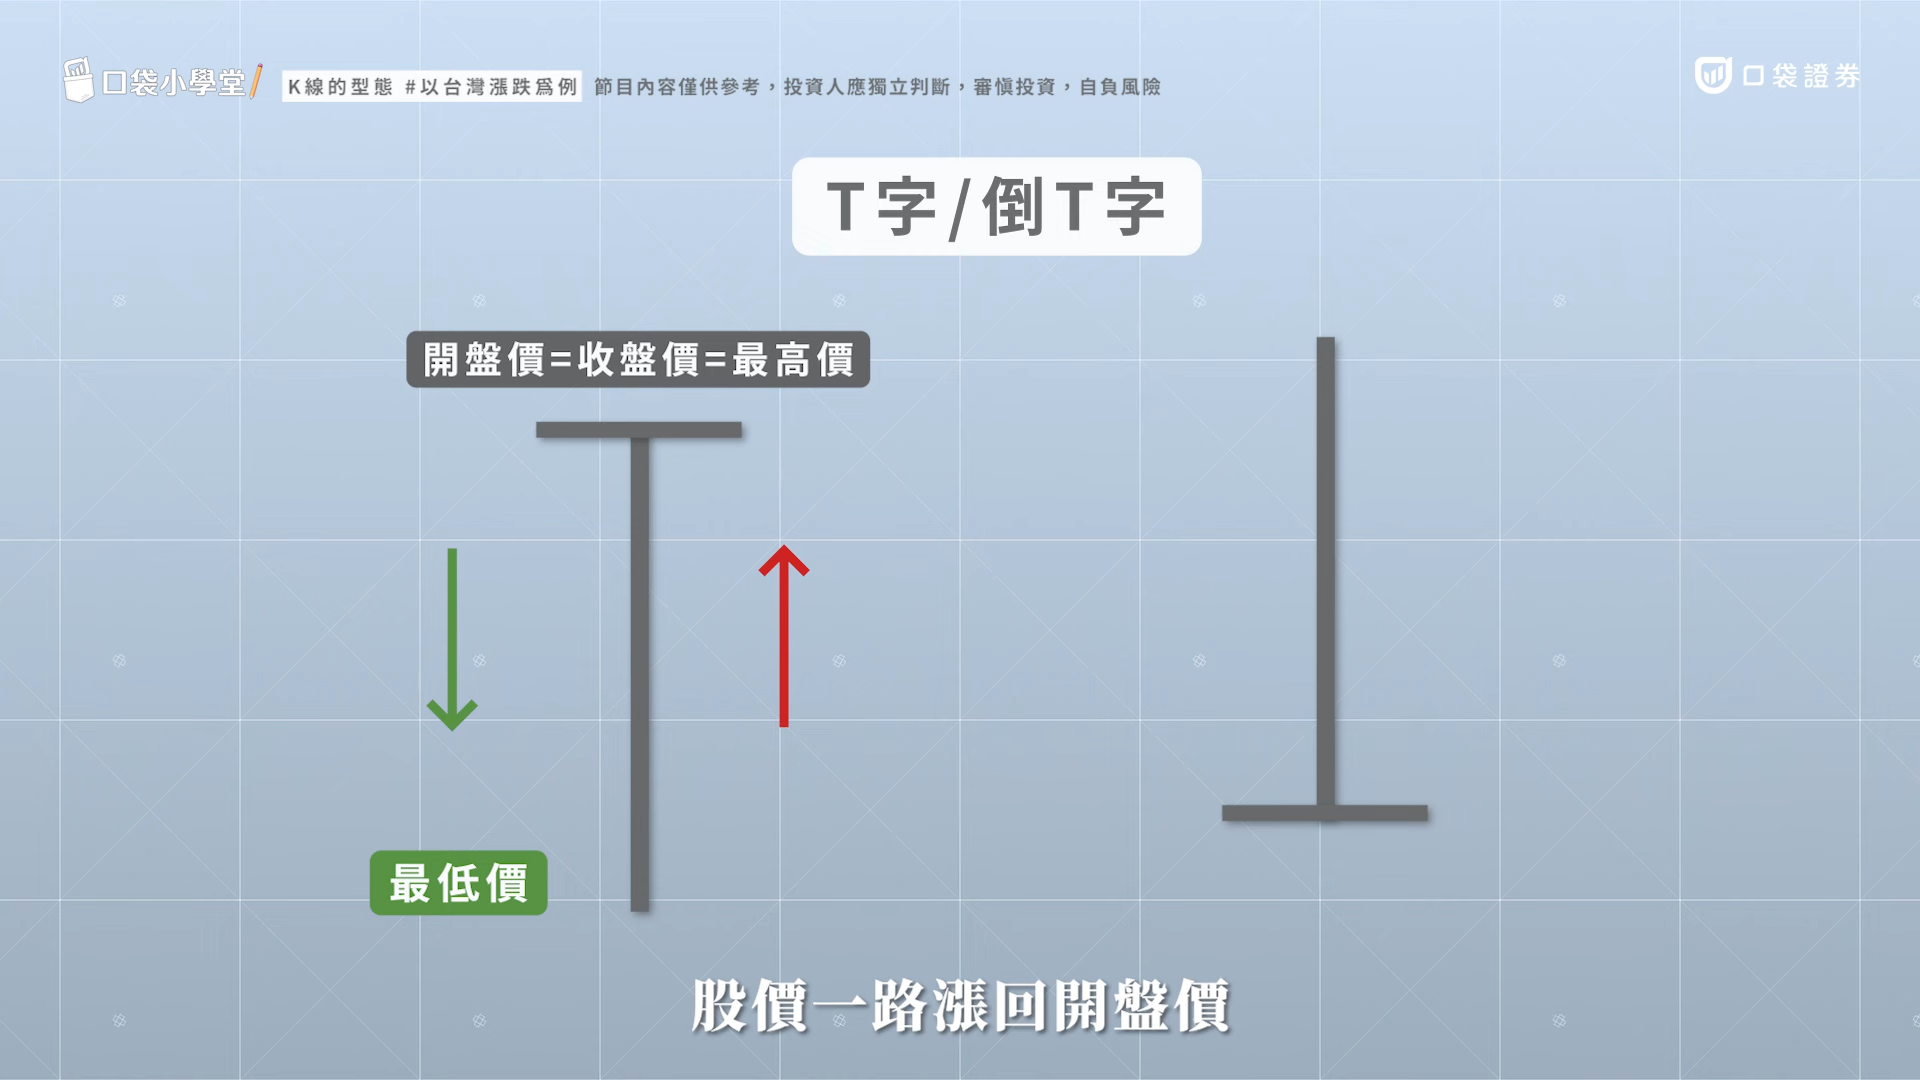 口袋小學堂
K線的型態 #以台灣漲跌爲例 節目內容僅供參考，投資人應獨立判斷，審慎投資，自負風險
口袋證券
T字/倒T字
開盤價=收盤價=最高價
最低價
股價一路漲回開盤價